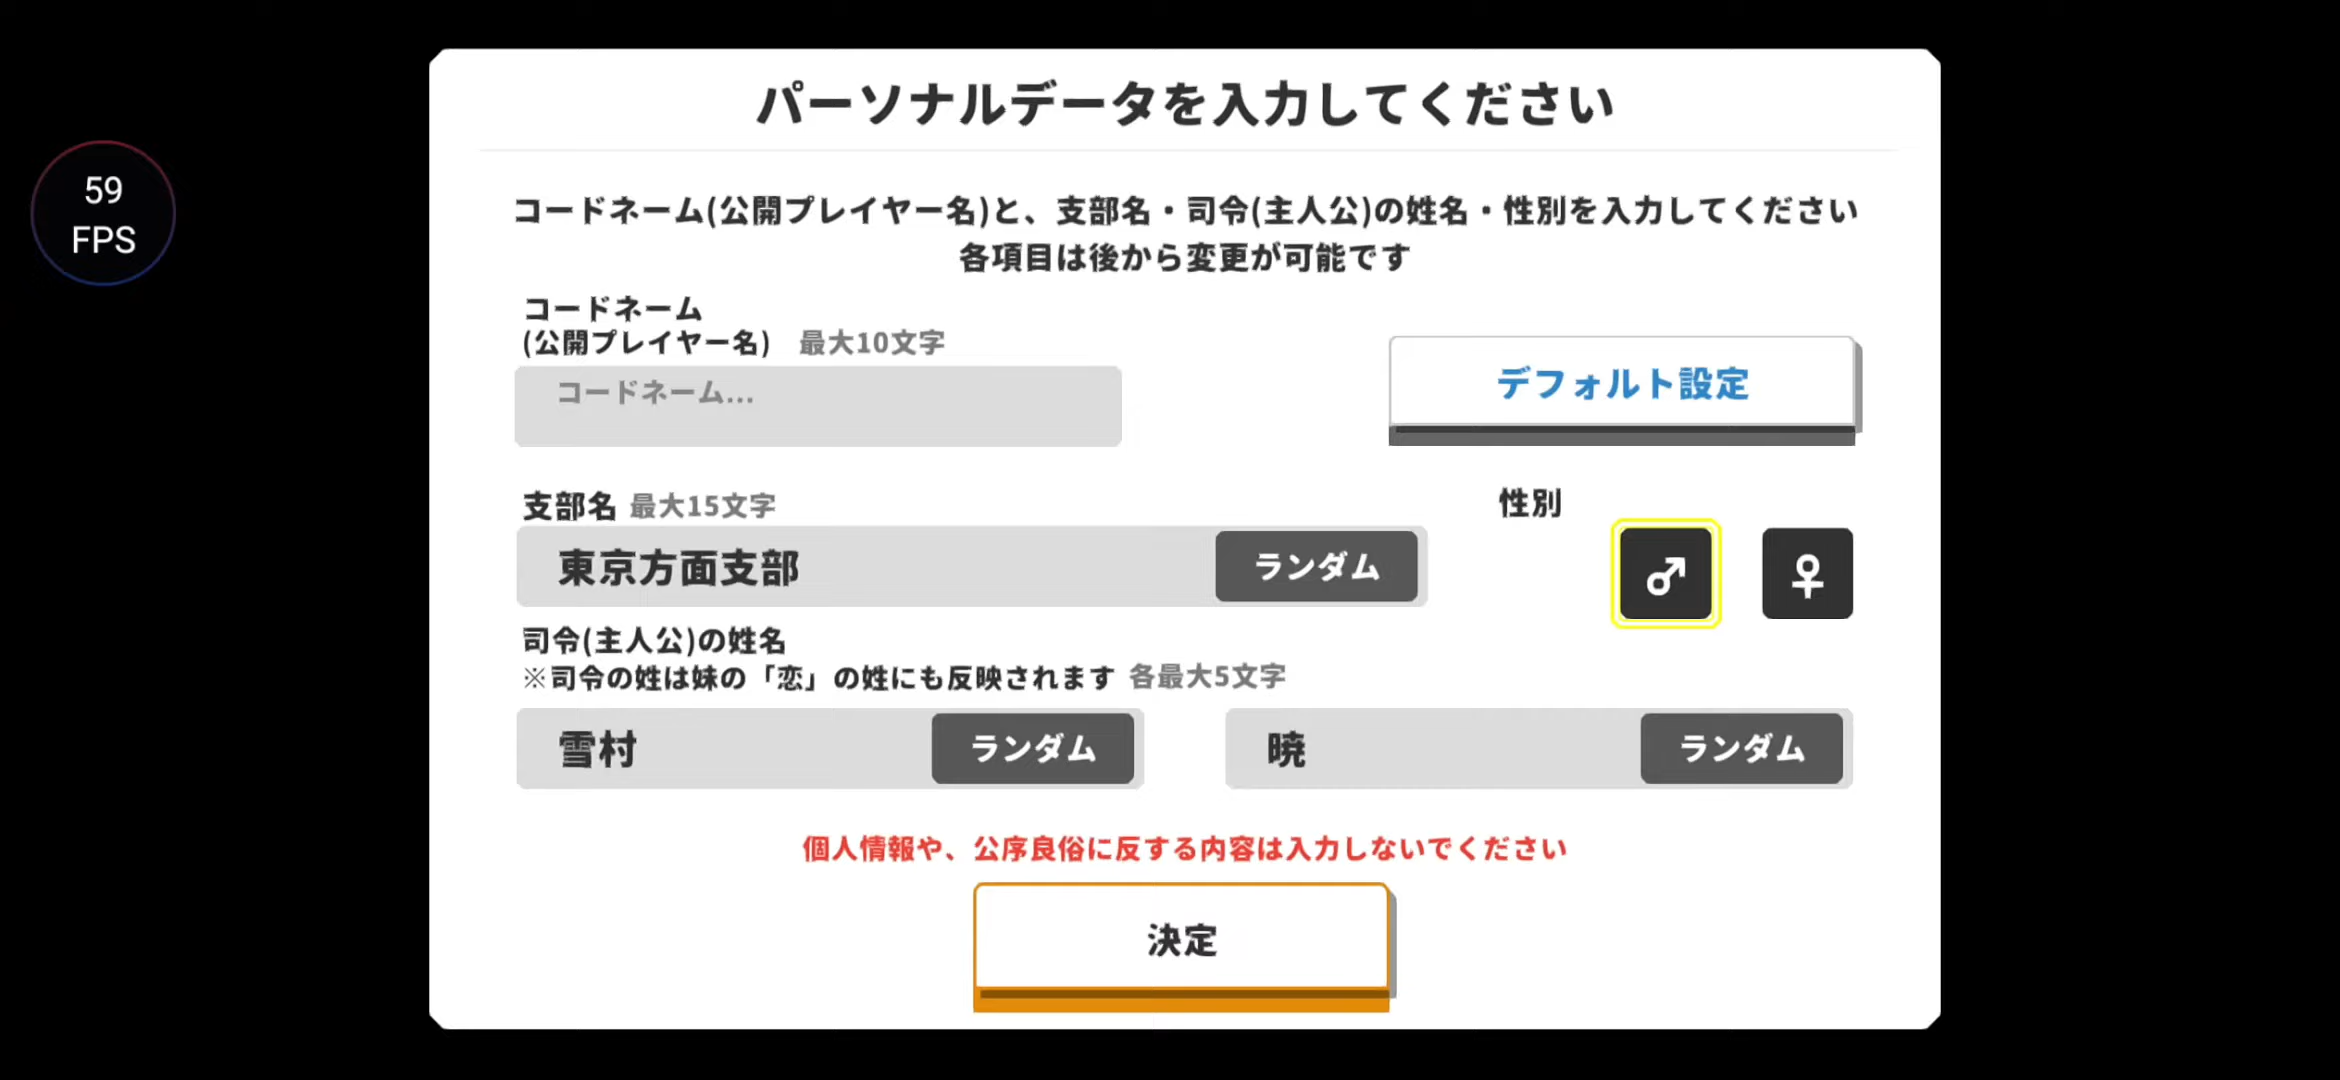 パーソナルデータを入力してください
59
FPS
コードネーム(公開プレイヤー名)と、支部名・司令(主人公)の姓名・性別を入力してください
各項目は後から変更が可能です
コードネーム
(公開プレイヤー名) 最大10文字
コードネーム...
デフォルト設定
支部名 最大15文字
性別
東京方面支部
ランダム
♂
♀
司令(主人公)の姓名
※司令の姓は妹の「恋」の姓にも反映されます 各最大5文字
雪村
ランダム
暁
ランダム
個人情報や、公序良俗に反する内容は入力しないでください
決定